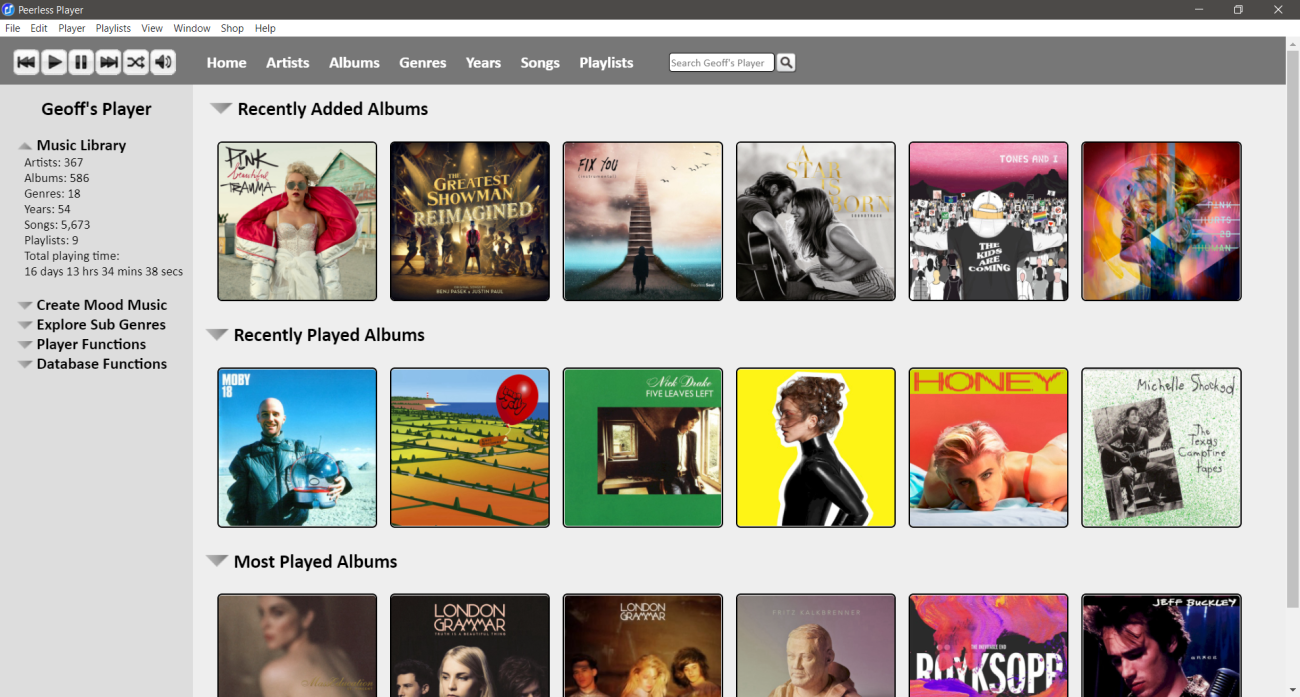 Peerless Player
File Edit Player Playlists View Window Shop Help
Home Artists Albums Genres Years Songs Playlists Search Geoff's Player
Geoff's Player
Music Library
Artists: 367
Albums: 586
Genres: 18
Years: 54
Songs: 5,673
Playlists: 9
Total playing time:
16 days 13 hrs 34 mins 38 secs
Create Mood Music
Explore Sub Genres
Player Functions
Database Functions
Recently Added Albums
P!NK
beautiful
TRAUMA
THE
GREATEST
SHOWMAN
REIMAGINED
BENJ PASEK & JUSTIN PAUL
FIX YOU
(instrumental)
A
STAR
IS
BORN
SOUNDTRACK
TONES AND I
THE
KIDS
ARE
COMING
P!NK
HURTS
2B
HUMAN
Recently Played Albums
MOBY
18
Nick Drake
FIVE LEAVES LEFT
HONEY
Michelle Shocked
The
Texas
Campfire
tapes
Most Played Albums
LONDON
GRAMMAR
TRUTH IS A BEAUTIFUL THING
LONDON
GRAMMAR
FRITZ KALKBRENNER
THE INEVITABLE END
RÖYKSOPP
JEFF BUCKLEY
GRACE